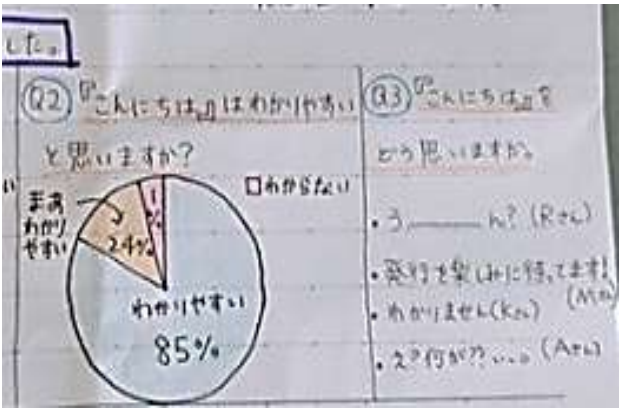 した。
Q2 『こんにちは』はわかりやすい
と思いますか?
まあ
わかり
やすい
24%
1
%
□わからない
わかりやすい
85%
Q3 『こんにちは』を
どう思いますか。
・う———ん?(Rさん)
・発行を楽しみに待ってます!
(Mさん)
・わかりません(Kさん)
・え?何が??...。(Aさん)